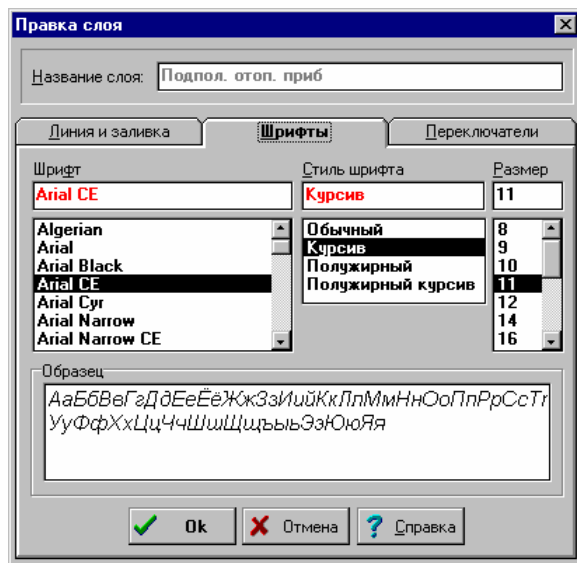 Правка слоя
Название слоя: Подпол. отоп. приб
Линия и заливка Шрифты Переключатели
Шрифт Стиль шрифта Размер
Arial CE Курсив 11
Algerian Обычный 8
Arial Курсив 9
Arial Black Полужирный 10
Arial CE Полужирный курсив 11
Arial Cyr 12
Arial Narrow 14
Arial Narrow CE 16
Образец
АаБбВвГгДдЕеЁёЖжЗзИийКкЛлМмНнОоПпРрСсТт
УуФфХхЦцЧчШшЩщъыьЭэЮюЯя
Ok Отмена Справка